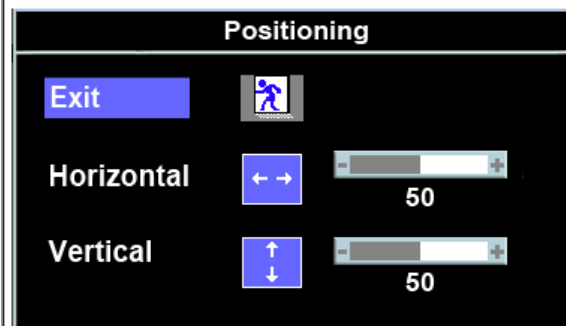 Positioning
Exit
Horizontal
- +
50
Vertical
- +
50